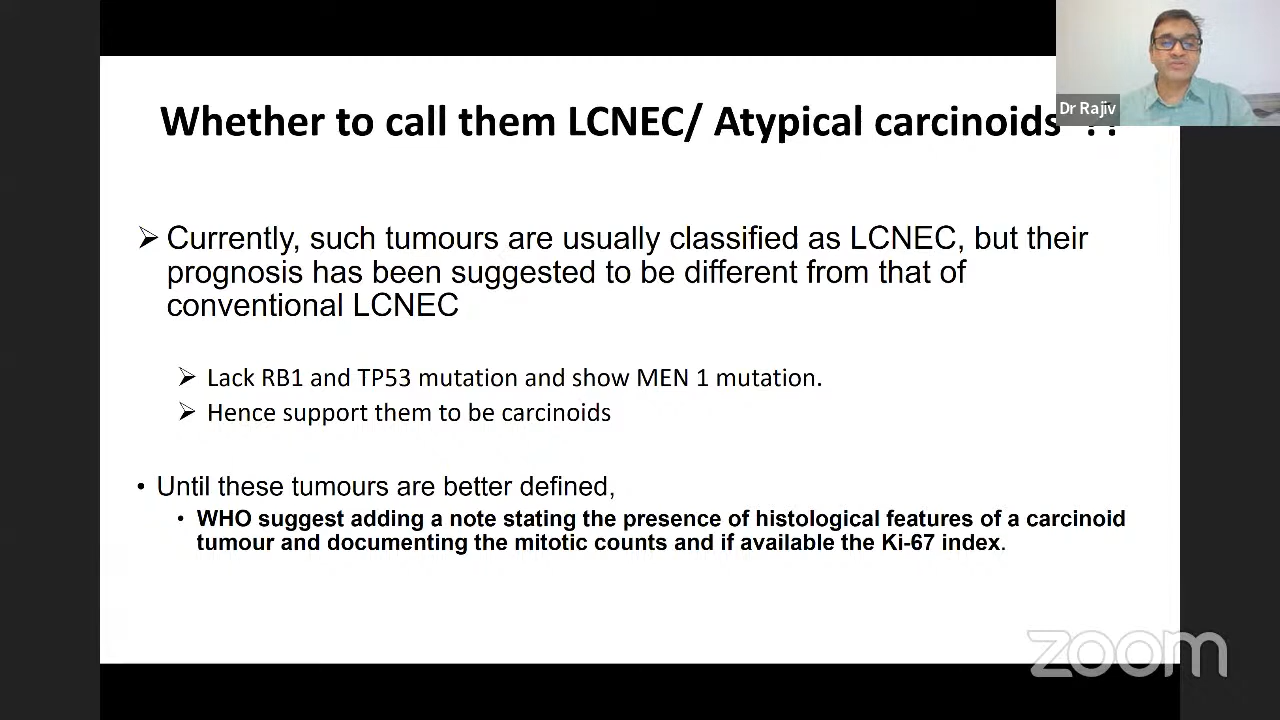 Whether to call them LCNEC/ Atypical carcinoids ??
Dr Rajiv
➢ Currently, such tumours are usually classified as LCNEC, but their
prognosis has been suggested to be different from that of
conventional LCNEC
➢ Lack RB1 and TP53 mutation and show MEN 1 mutation.
➢ Hence support them to be carcinoids
• Until these tumours are better defined,
• WHO suggest adding a note stating the presence of histological features of a carcinoid
tumour and documenting the mitotic counts and if available the Ki-67 index.
zoom